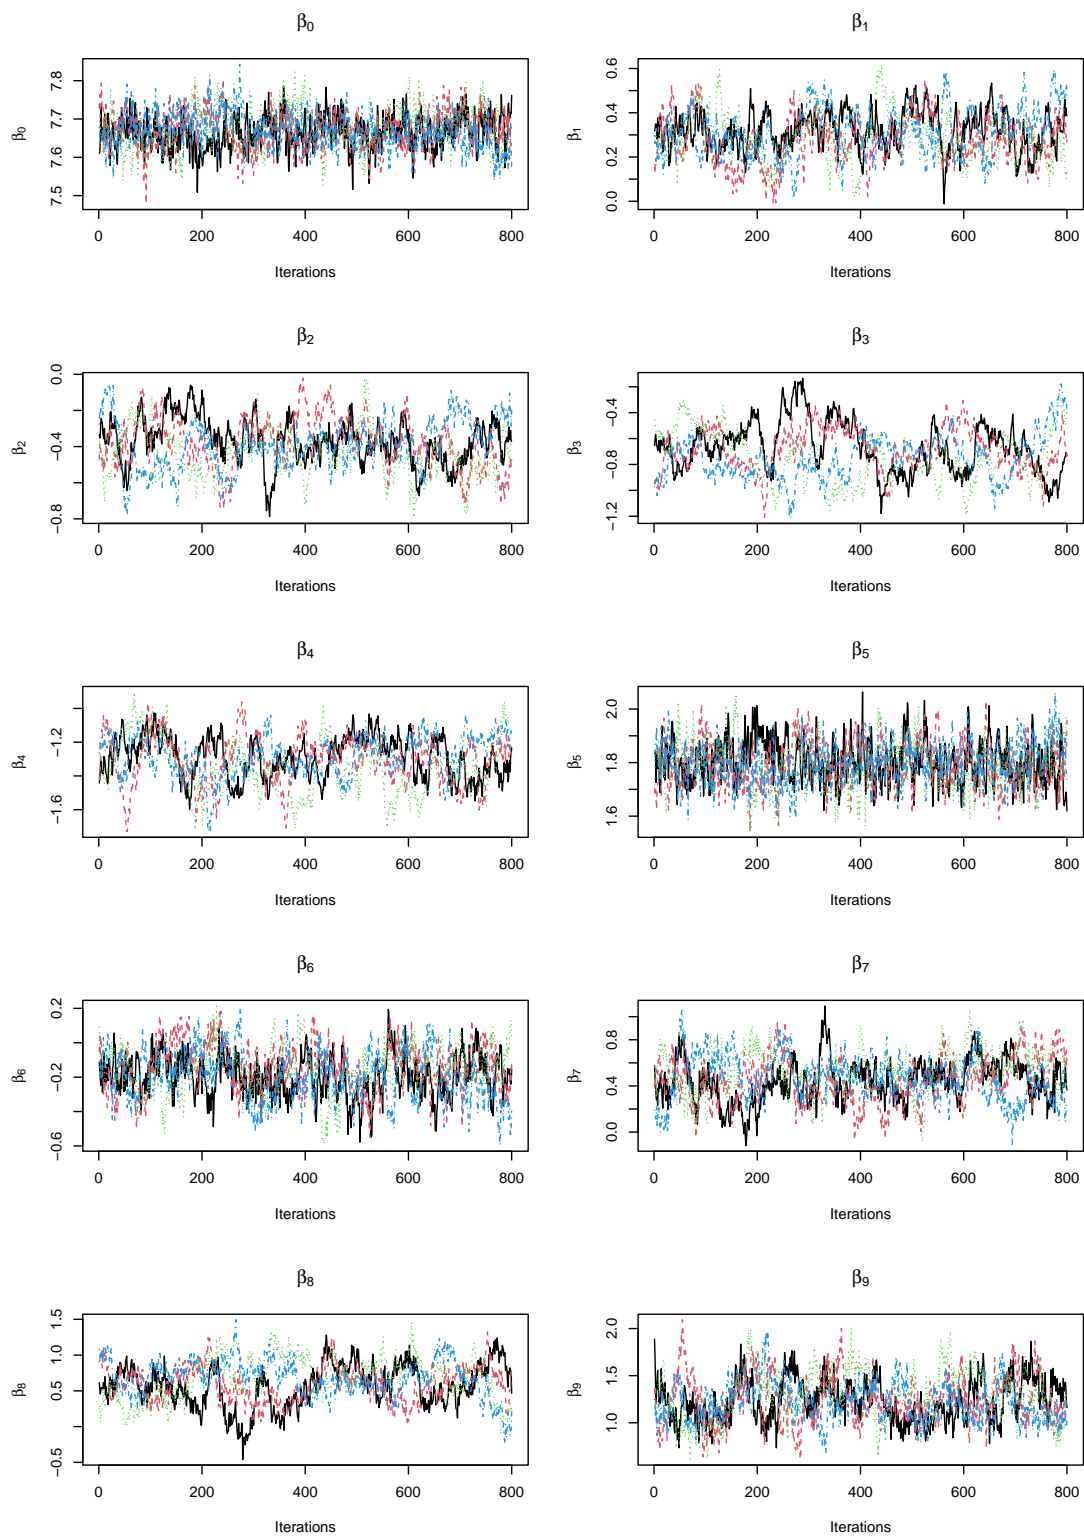 β0 β1
7.5 7.6 7.7 7.8 β0 0 200 400 600 800 Iterations
0.0 0.2 0.4 0.6 β1 0 200 400 600 800 Iterations
β2 β3
−0.8 −0.4 0.0 β2 0 200 400 600 800 Iterations
−1.2 −0.8 −0.4 β3 0 200 400 600 800 Iterations
β4 β5
−1.6 −1.2 β4 0 200 400 600 800 Iterations
1.6 1.8 2.0 β5 0 200 400 600 800 Iterations
β6 β7
−0.6 −0.2 0.2 β6 0 200 400 600 800 Iterations
0.0 0.4 0.8 β7 0 200 400 600 800 Iterations
β8 β9
−0.5 0.5 1.0 1.5 β8 0 200 400 600 800 Iterations
1.0 1.5 2.0 β9 0 200 400 600 800 Iterations